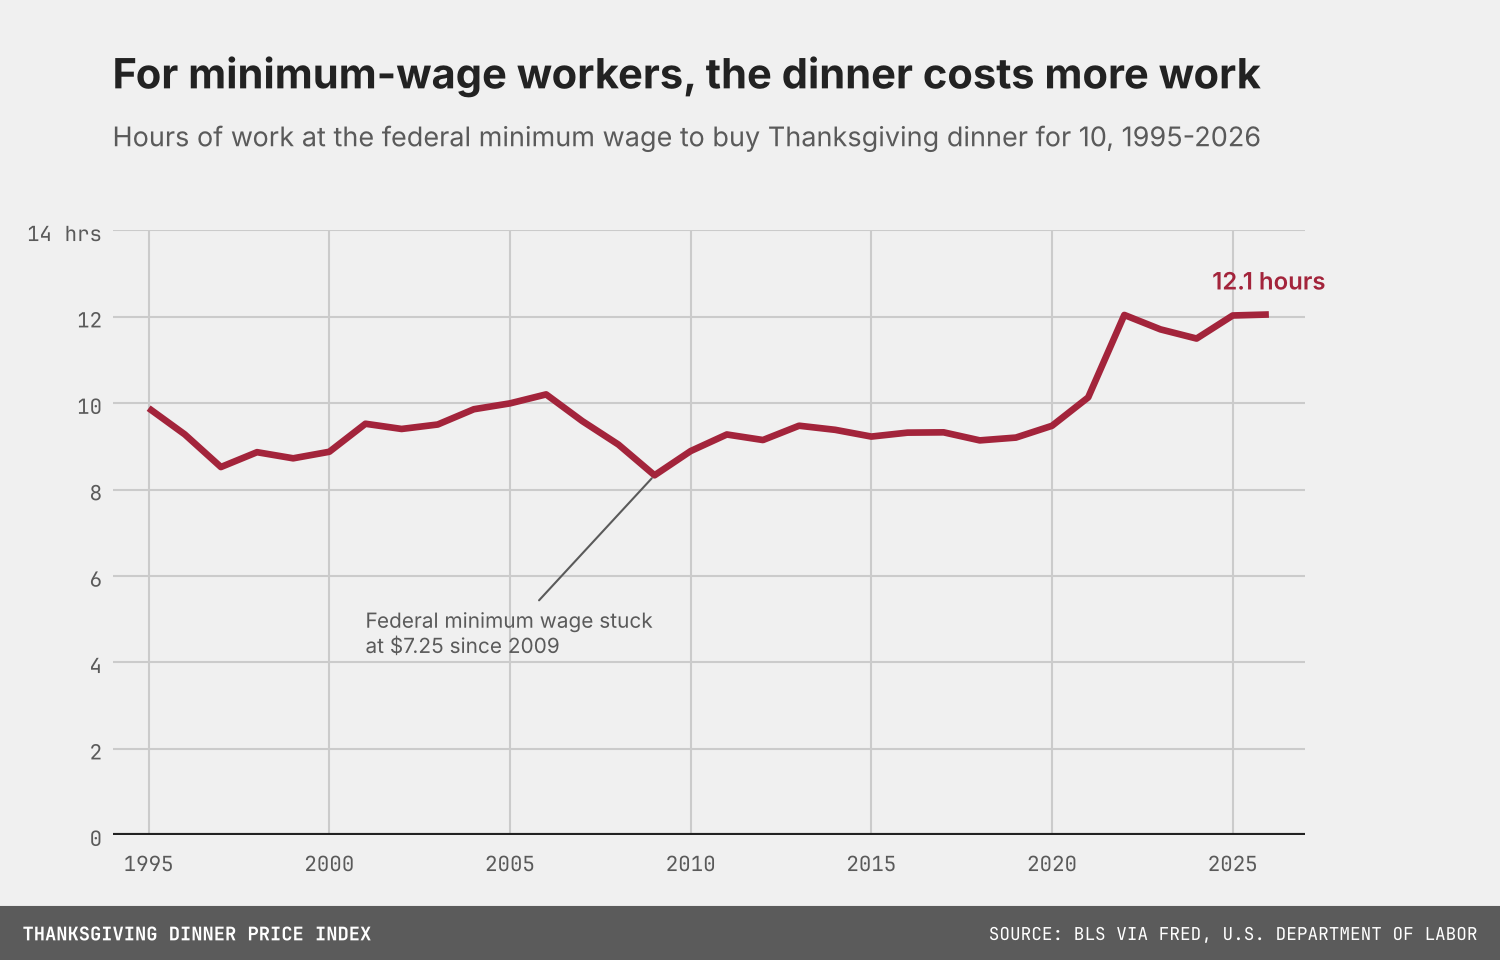 For minimum-wage workers, the dinner costs more work
Hours of work at the federal minimum wage to buy Thanksgiving dinner for 10, 1995-2026
14 hrs
12.1 hours
12
10
8
6
Federal minimum wage stuck
at $7.25 since 2009
4
2
0
1995 2000 2005 2010 2015 2020 2025
THANKSGIVING DINNER PRICE INDEX
SOURCE: BLS VIA FRED, U.S. DEPARTMENT OF LABOR